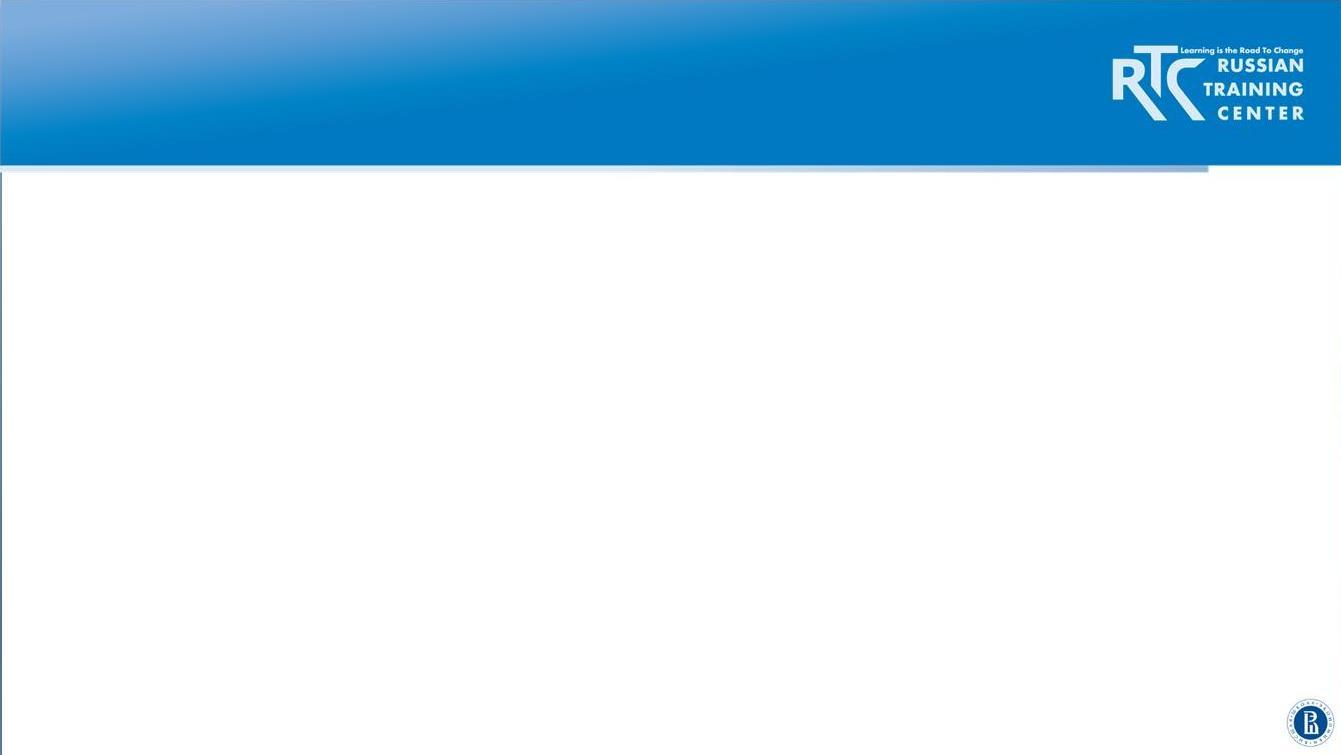 Learning is the Road To Change
RTC
RUSSIAN
TRAINING
CENTER